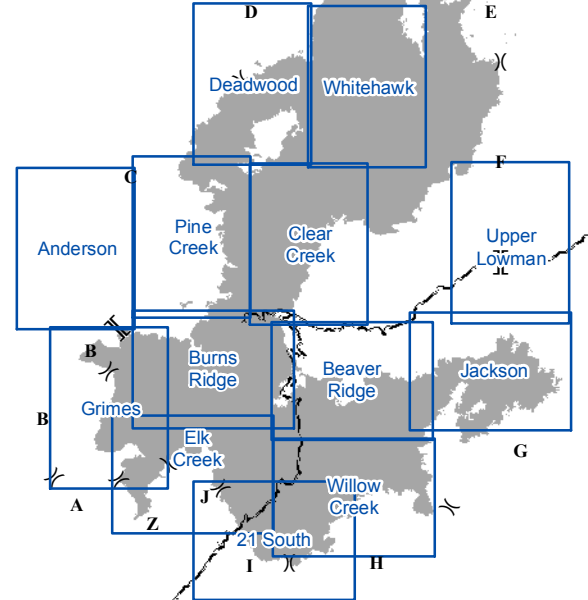 D
E
Deadwood
Whitehawk
F
C
Anderson
Pine
Creek
Clear
Creek
Upper
Lowman
B
Burns
Ridge
Beaver
Ridge
Jackson
B
Grimes
Elk
Creek
G
A
Z
J
Willow
Creek
21 South
I
H